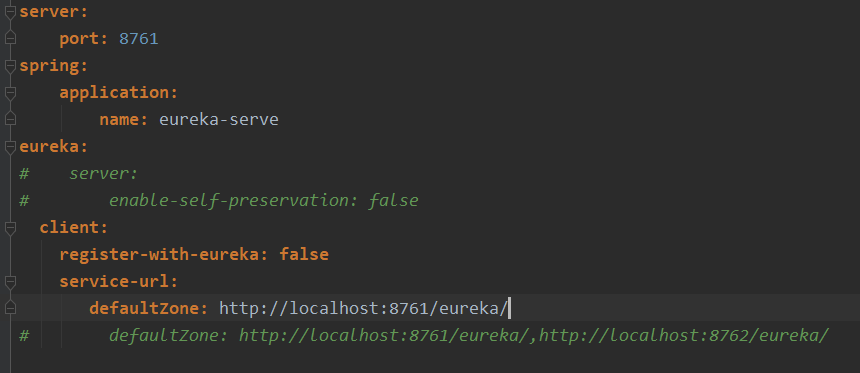 server:
    port: 8761
spring:
    application:
        name: eureka-serve
eureka:
#    server:
#        enable-self-preservation: false
  client:
    register-with-eureka: false
    service-url:
       defaultZone: http://localhost:8761/eureka/
#        defaultZone: http://localhost:8761/eureka/,http://localhost:8762/eureka/